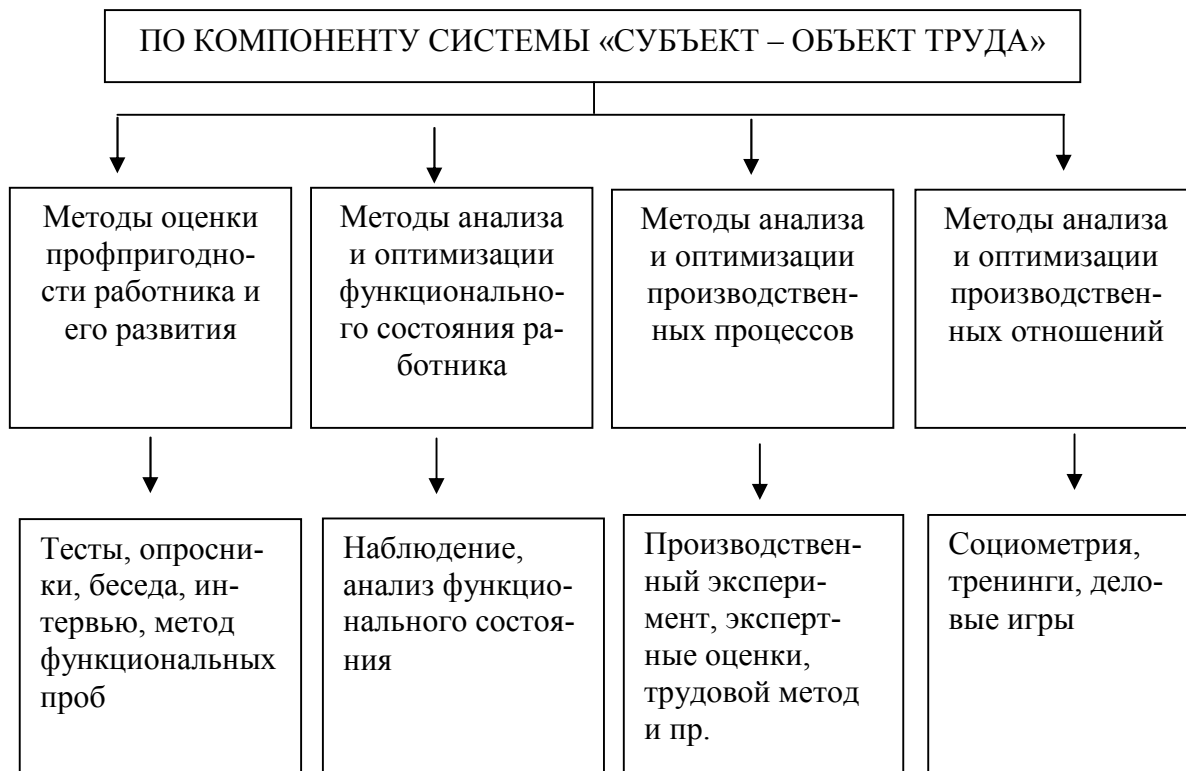 ПО КОМПОНЕНТУ СИСТЕМЫ «СУБЪЕКТ – ОБЪЕКТ ТРУДА»
Методы оценки
профпригодно-
сти работника и
его развития
Методы анализа
и оптимизации
функционально-
го состояния ра-
ботника
Методы анализа
и оптимизации
производствен-
ных процессов
Методы анализа
и оптимизации
производствен-
ных отношений
Тесты, опросни-
ки, беседа, ин-
тервью, метод
функциональных
проб
Наблюдение,
анализ функцио-
нального состоя-
ния
Производствен-
ный экспери-
мент, эксперт-
ные оценки,
трудовой метод
и пр.
Социометрия,
тренинги, дело-
вые игры